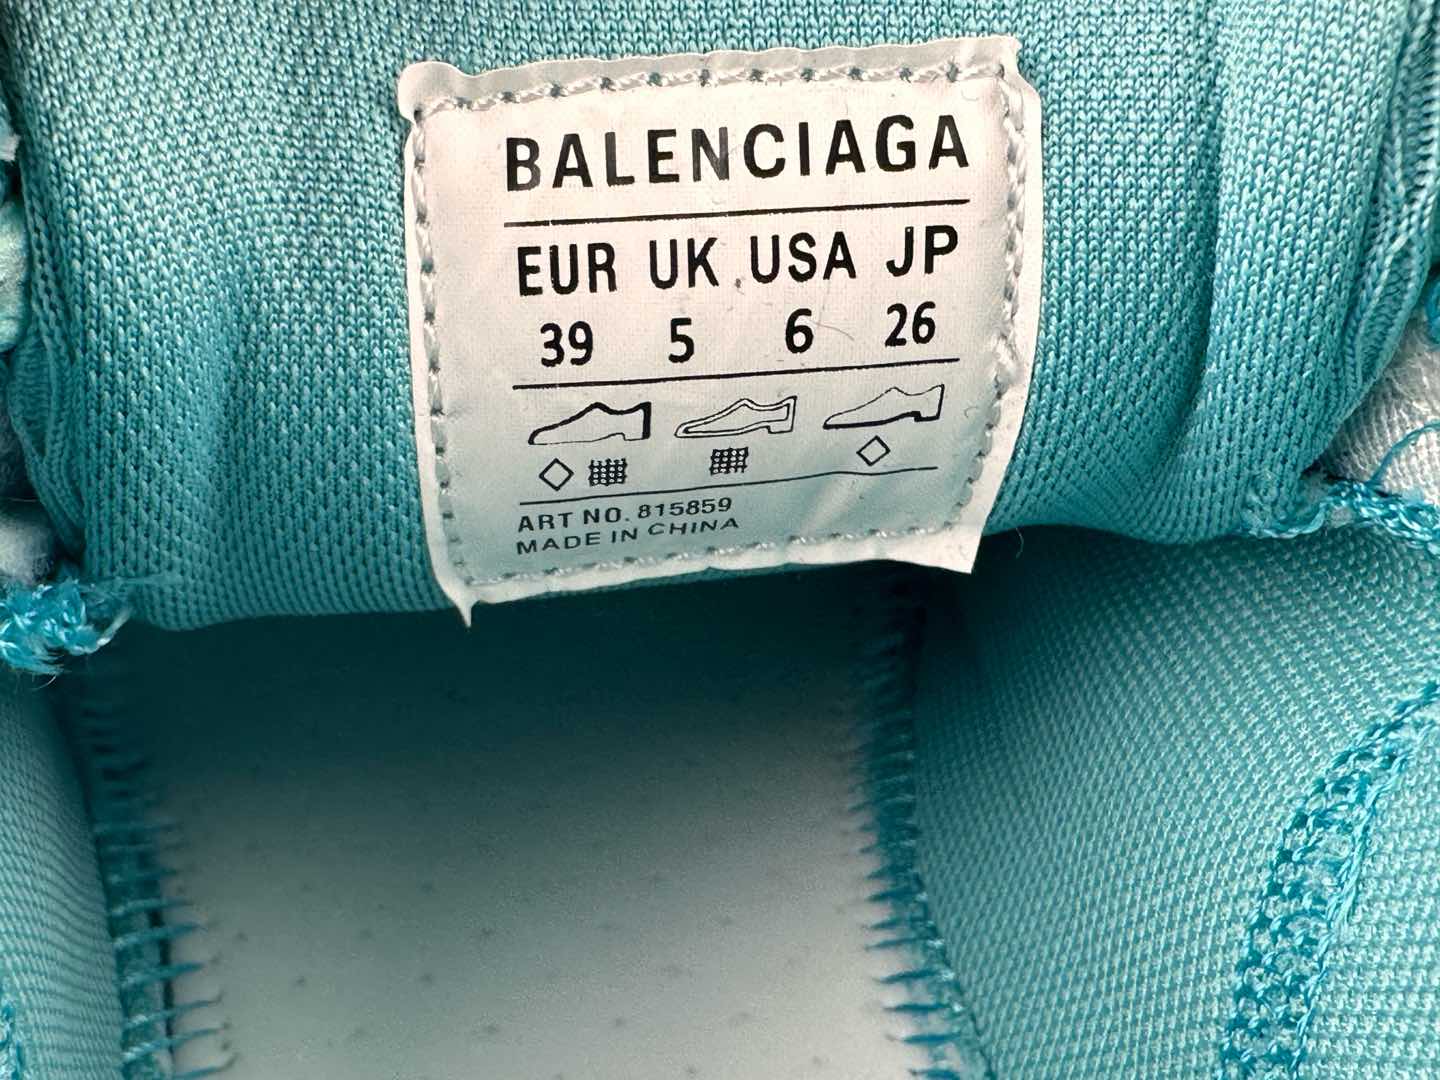 BALENCIAGA
EUR UK USA JP
39 5 6 26
ART NO. 815859
MADE IN CHINA